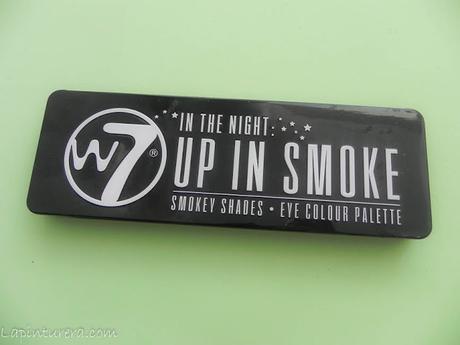 W7®
IN THE NIGHT:
UP IN SMOKE
SMOKEY SHADES • EYE COLOUR PALETTE
Lapinturera.com